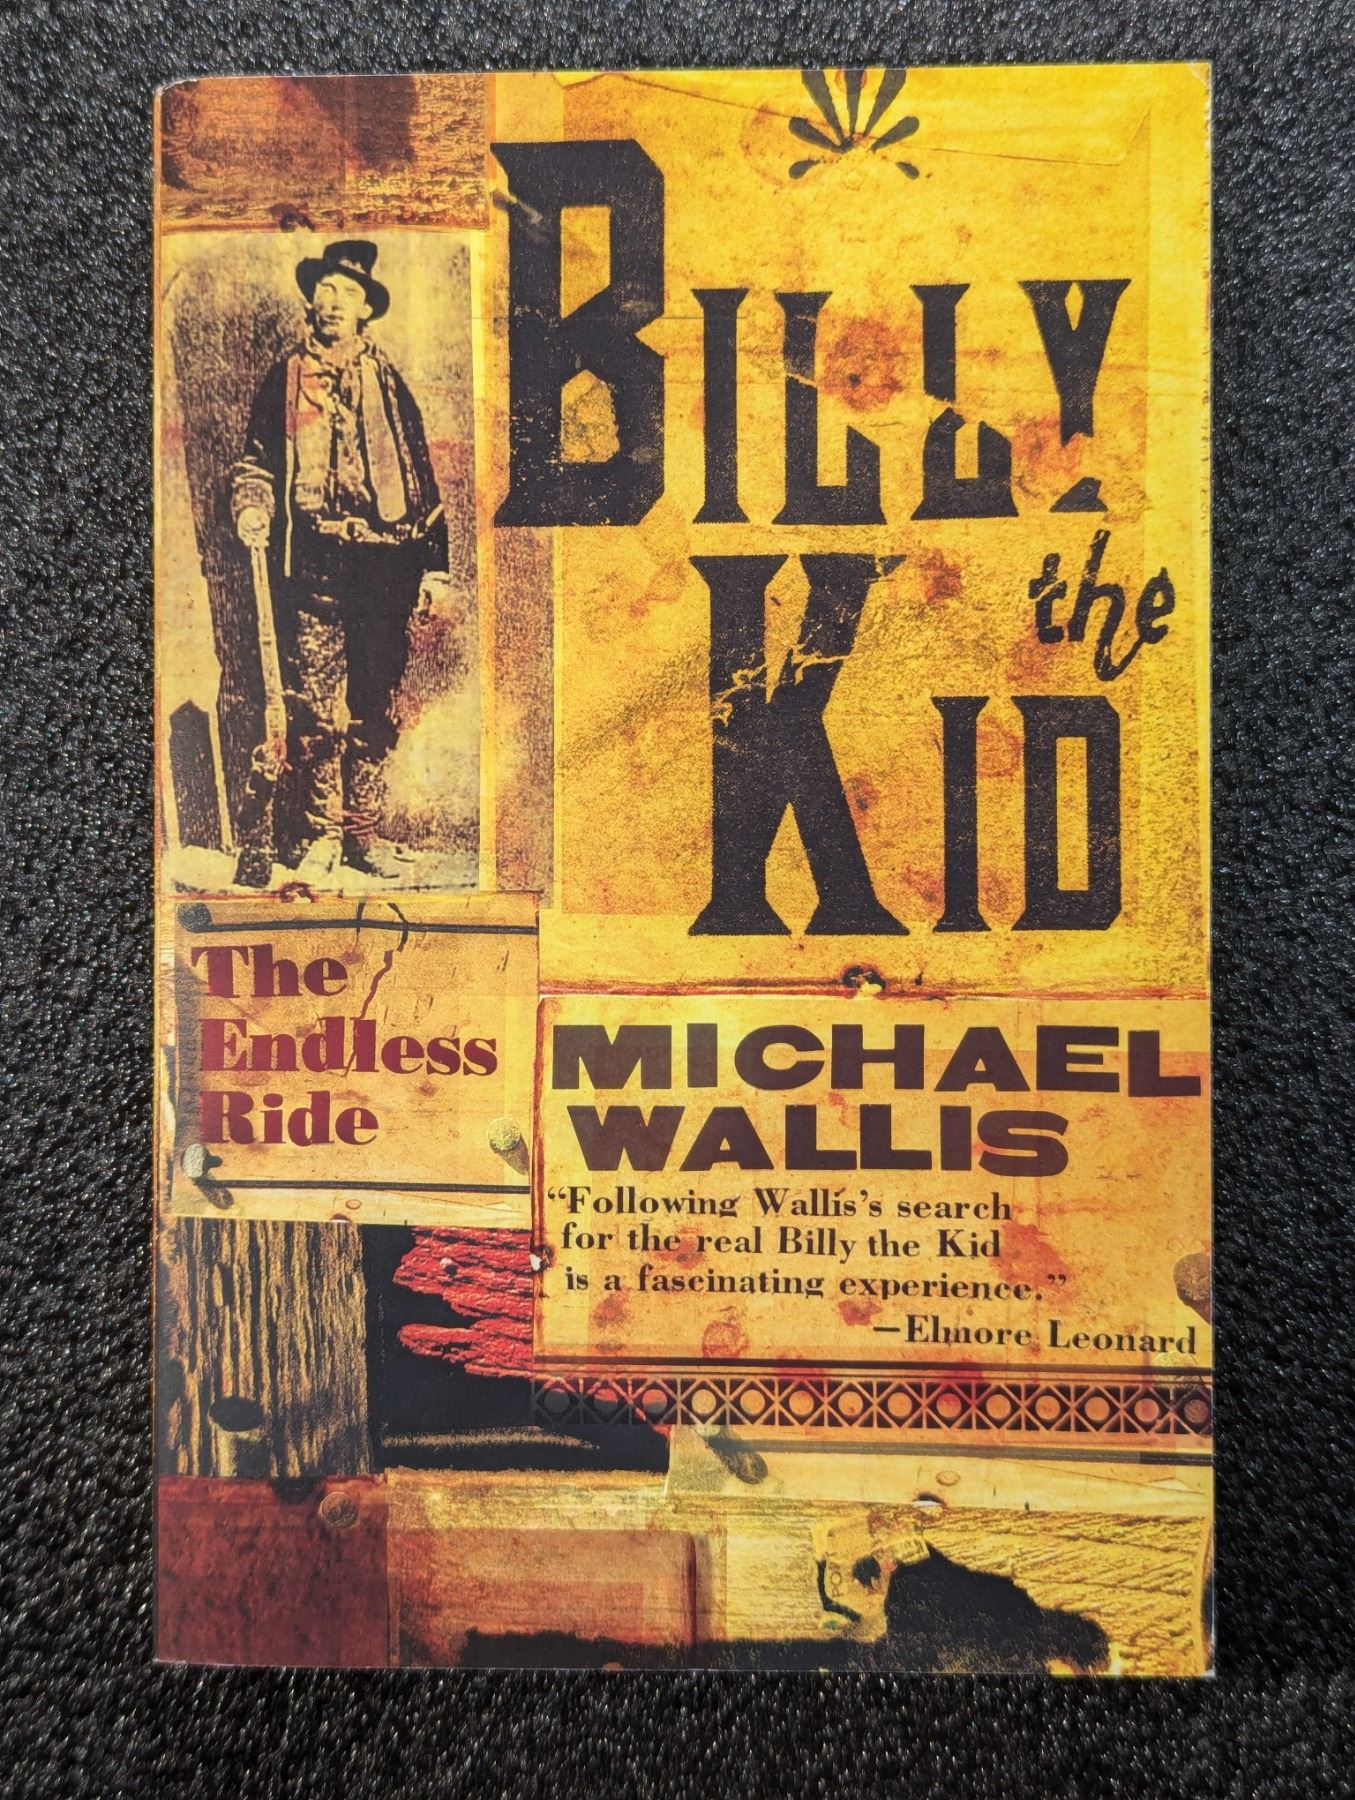 BILLY
the
KID
The
Endless
Ride
MICHAEL
WALLIS
“Following Wallis’s search
for the real Billy the Kid
is a fascinating experience.”
—Elmore Leonard